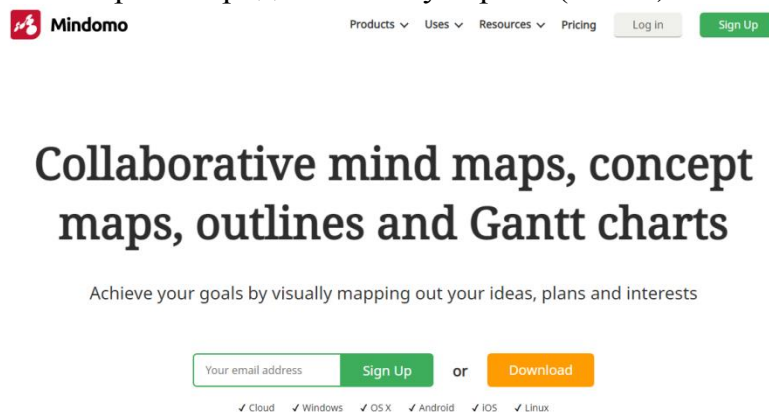 Mindomo
Products Uses Resources Pricing Log in Sign Up
Collaborative mind maps, concept
maps, outlines and Gantt charts
Achieve your goals by visually mapping out your ideas, plans and interests
Your email address Sign Up or Download
✓ Cloud ✓ Windows ✓ OS X ✓ Android ✓ iOS ✓ Linux